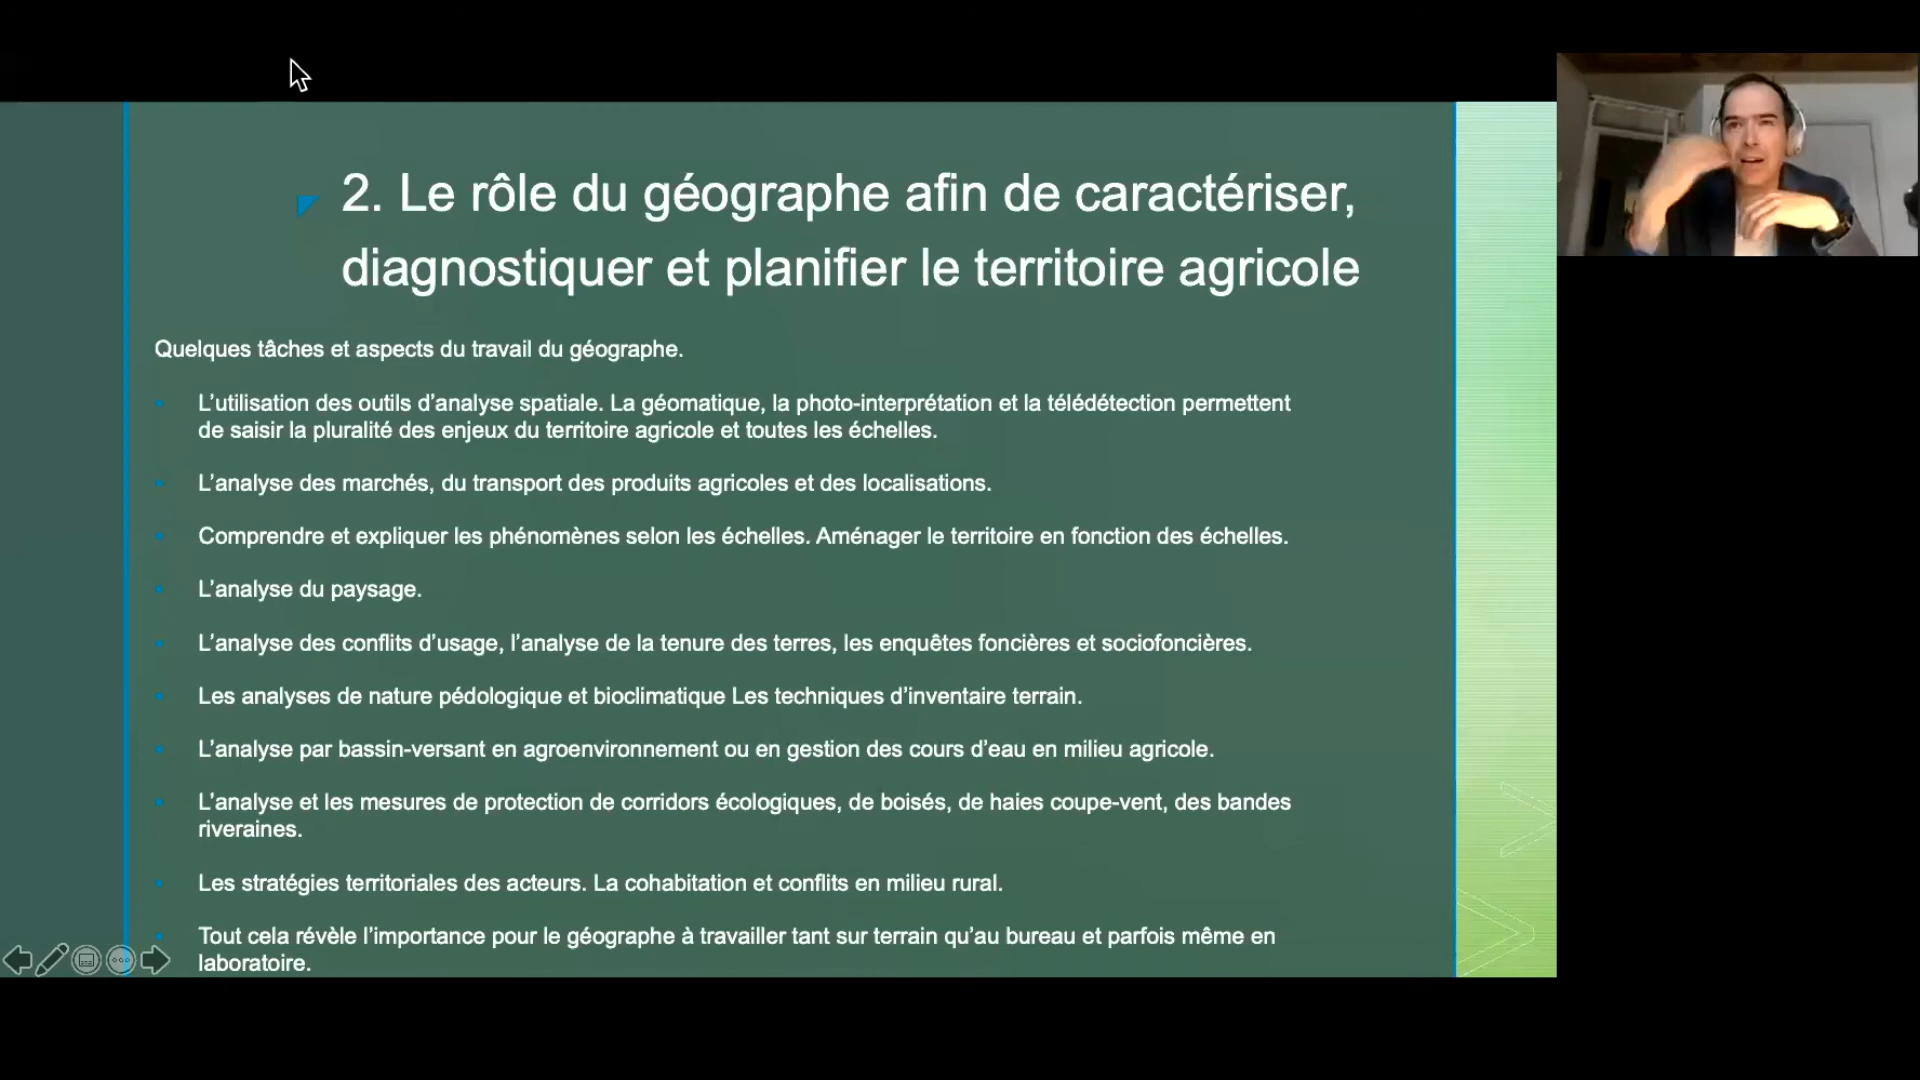 2. Le rôle du géographe afin de caractériser,
diagnostiquer et planifier le territoire agricole
Quelques tâches et aspects du travail du géographe.
L’utilisation des outils d’analyse spatiale. La géomatique, la photo-interprétation et la télédétection permettent
de saisir la pluralité des enjeux du territoire agricole et toutes les échelles.
L’analyse des marchés, du transport des produits agricoles et des localisations.
Comprendre et expliquer les phénomènes selon les échelles. Aménager le territoire en fonction des échelles.
L’analyse du paysage.
L’analyse des conflits d’usage, l’analyse de la tenure des terres, les enquêtes foncières et sociofoncières.
Les analyses de nature pédologique et bioclimatique Les techniques d’inventaire terrain.
L’analyse par bassin-versant en agroenvironnement ou en gestion des cours d’eau en milieu agricole.
L’analyse et les mesures de protection de corridors écologiques, de boisés, de haies coupe-vent, des bandes
riveraines.
Les stratégies territoriales des acteurs. La cohabitation et conflits en milieu rural.
Tout cela révèle l’importance pour le géographe à travailler tant sur terrain qu’au bureau et parfois même en
laboratoire.